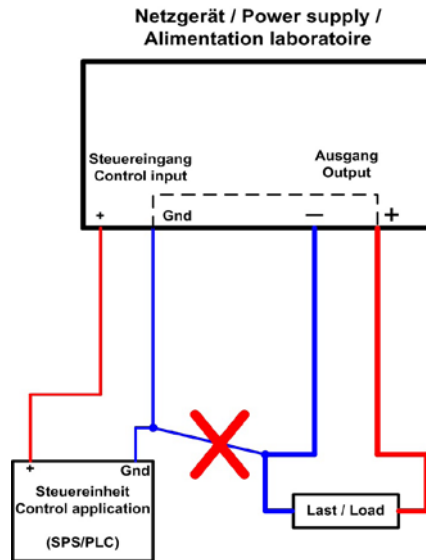 Netzgerät / Power supply /
Alimentation laboratoire
Steuereingang
Control input
Ausgang
Output
+
Gnd
—
+
+
Gnd
Steuereinheit
Control application
(SPS/PLC)
Last / Load